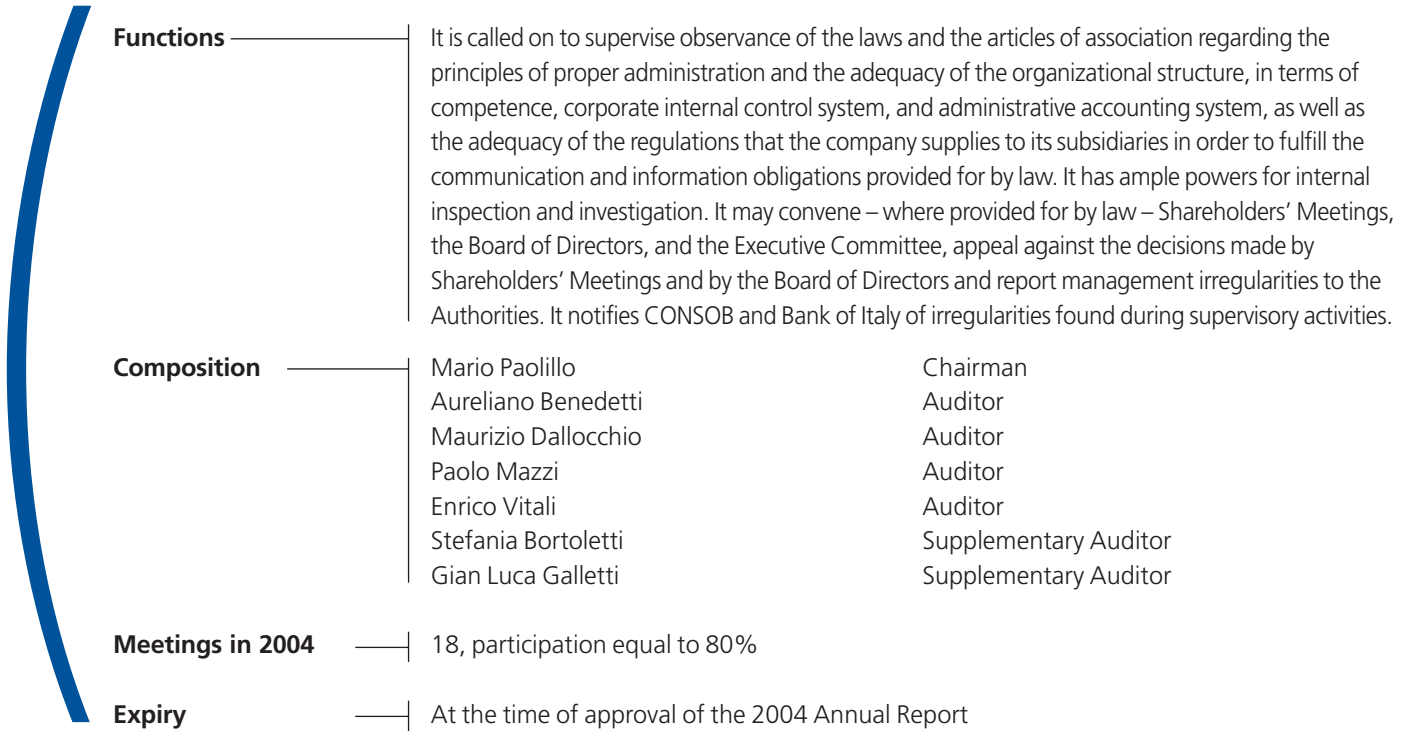 Functions It is called on to supervise observance of the laws and the articles of association regarding the
principles of proper administration and the adequacy of the organizational structure, in terms of
competence, corporate internal control system, and administrative accounting system, as well as
the adequacy of the regulations that the company supplies to its subsidiaries in order to fulfill the
communication and information obligations provided for by law. It has ample powers for internal
inspection and investigation. It may convene – where provided for by law – Shareholders’ Meetings,
the Board of Directors, and the Executive Committee, appeal against the decisions made by
Shareholders’ Meetings and by the Board of Directors and report management irregularities to the
Authorities. It notifies CONSOB and Bank of Italy of irregularities found during supervisory activities.
Composition Mario Paolillo Chairman
Aureliano Benedetti Auditor
Maurizio Dallocchio Auditor
Paolo Mazzi Auditor
Enrico Vitali Auditor
Stefania Bortoletti Supplementary Auditor
Gian Luca Galletti Supplementary Auditor
Meetings in 2004 18, participation equal to 80%
Expiry At the time of approval of the 2004 Annual Report